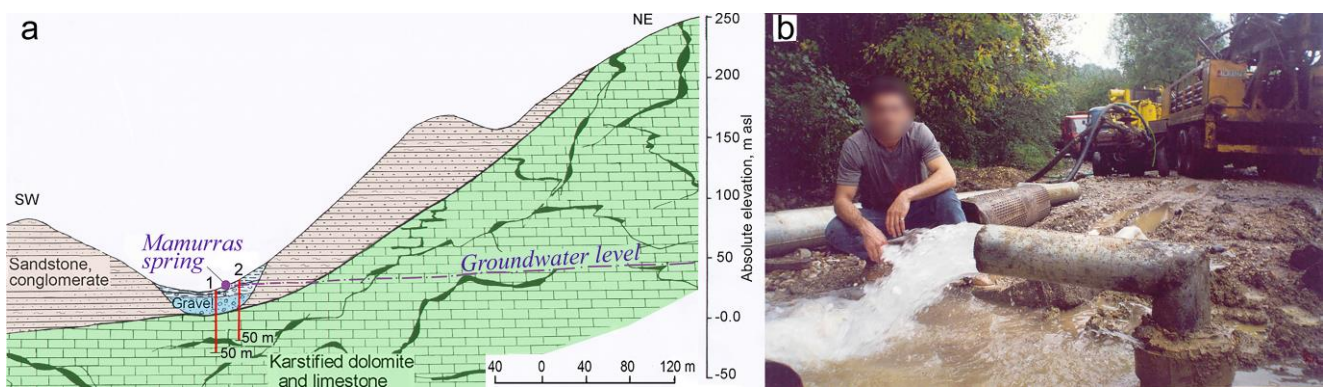 a
NE
SW
Mamurras
spring
2
1
Sandstone,
conglomerate
Gravel
50 m
50 m
Groundwater level
Karstified dolomite
and limestone
40 0 40 80 120 m
250
200
150
100
50
-0.0
-50
Absolute elevation, m asl
b